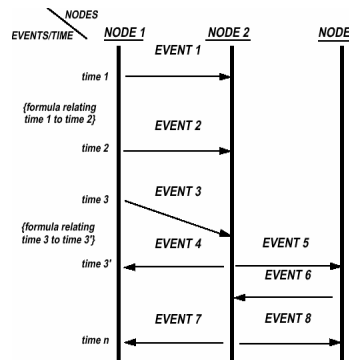 NODES
EVENTS/TIME
NODE 1 NODE 2 NODE
EVENT 1
time 1
{formula relating
time 1 to time 2}
EVENT 2
time 2
EVENT 3
time 3
{formula relating
time 3 to time 3'}
EVENT 4 EVENT 5
time 3'
EVENT 6
EVENT 7 EVENT 8
time n